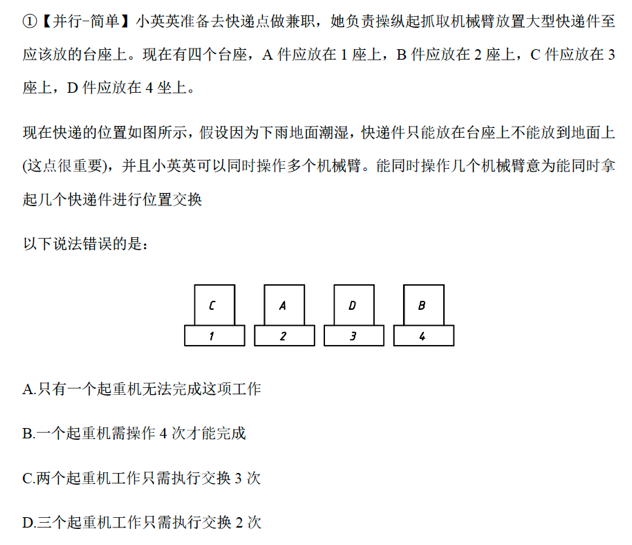 ①【并行-简单】小英英准备去快递点做兼职，她负责操纵起抓取机械臂放置大型快递件至
应该放的台座上。现在有四个台座，A 件应放在 1 座上，B 件应放在 2 座上，C 件应放在 3
座上，D 件应放在 4 坐上。
现在快递的位置如图所示，假设因为下雨地面潮湿，快递件只能放在台座上不能放到地面上
(这点很重要)，并且小英英可以同时操作多个机械臂。能同时操作几个机械臂意为能同时拿
起几个快递件进行位置交换
以下说法错误的是：
C A D B
1 2 3 4
A.只有一个起重机无法完成这项工作
B.一个起重机需操作 4 次才能完成
C.两个起重机工作只需执行交换 3 次
D.三个起重机工作只需执行交换 2 次